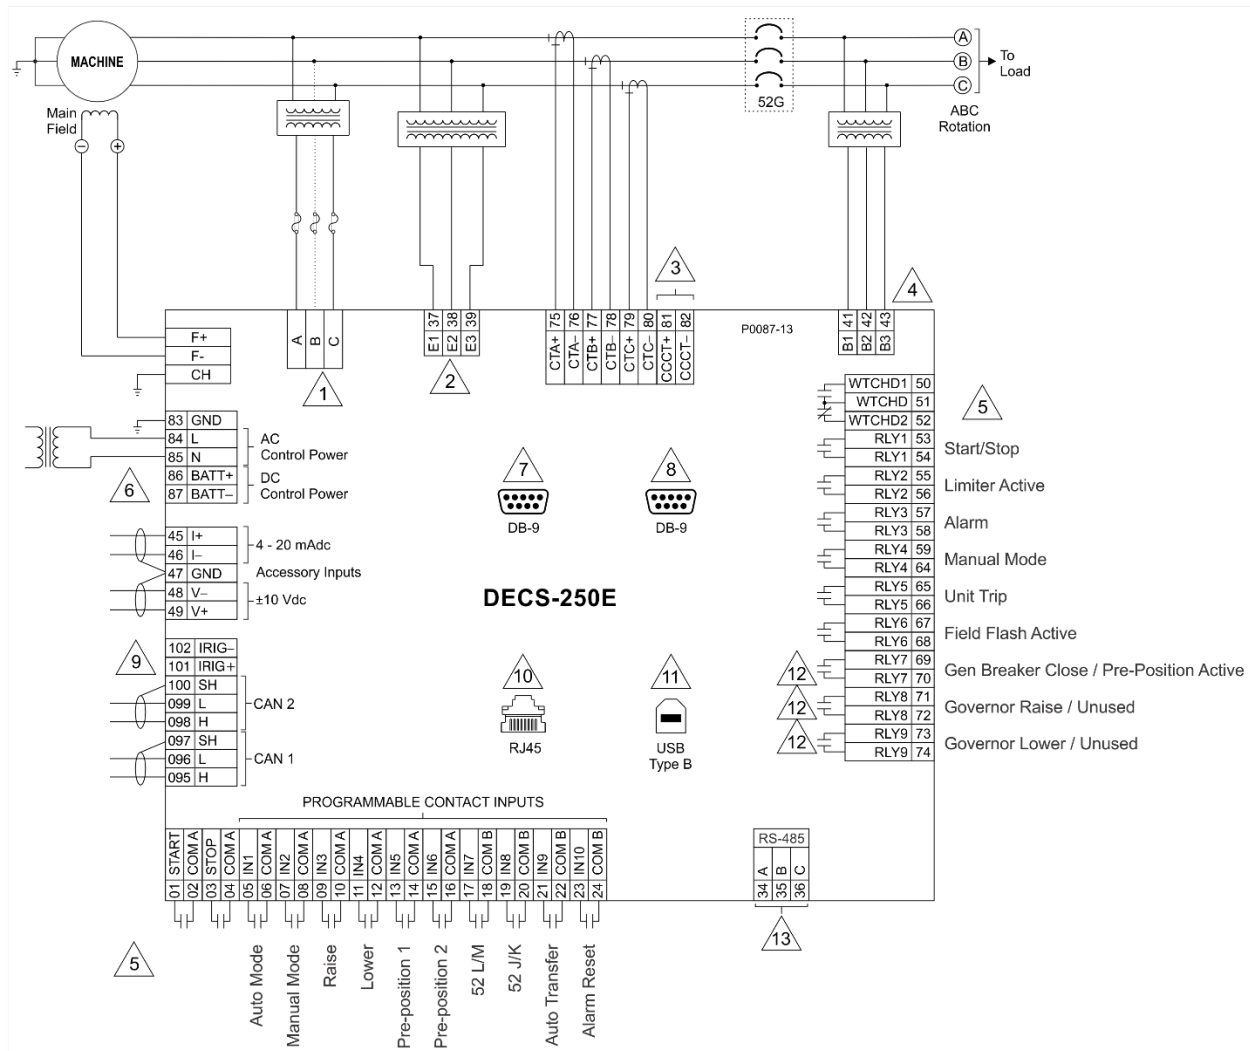 MACHINE
Main
Field
−
+
52G
A
B
C
To
Load
ABC
Rotation
3
4
1
2
5
P0087-13
F+
F-
CH
A
B
C
E1 37
E2 38
E3 39
CTA+ 75
CTA– 76
CTB+ 77
CTB– 78
CTC+ 79
CTC– 80
CCCT+ 81
CCCT– 82
B1 41
B2 42
B3 43
83 GND
84 L
85 N
86 BATT+
87 BATT–
AC
Control Power
DC
Control Power
6
7
DB-9
8
DB-9
45 I+
46 I–
47 GND
48 V–
49 V+
4 - 20 mAdc
Accessory Inputs
±10 Vdc
DECS-250E
102 IRIG–
101 IRIG+
100 SH
099 L
098 H
097 SH
096 L
095 H
CAN 2
CAN 1
9
10
RJ45
11
USB
Type B
WTCHD1 50
WTCHD 51
WTCHD2 52
RLY1 53
RLY1 54
RLY2 55
RLY2 56
RLY3 57
RLY3 58
RLY4 59
RLY4 64
RLY5 65
RLY5 66
RLY6 67
RLY6 68
RLY7 69
RLY7 70
RLY8 71
RLY8 72
RLY9 73
RLY9 74
Start/Stop
Limiter Active
Alarm
Manual Mode
Unit Trip
Field Flash Active
12
Gen Breaker Close / Pre-Position Active
12
Governor Raise / Unused
12
Governor Lower / Unused
PROGRAMMABLE CONTACT INPUTS
01 START
02 COM A
03 STOP
04 COM A
05 IN1
06 COM A
07 IN2
08 COM A
09 IN3
10 COM A
11 IN4
12 COM A
13 IN5
14 COM A
15 IN6
16 COM A
17 IN7
18 COM B
19 IN8
20 COM B
21 IN9
22 COM B
23 IN10
24 COM B
RS-485
34 A
35 B
36 C
13
5
Auto Mode
Manual Mode
Raise
Lower
Pre-position 1
Pre-position 2
52 L/M
52 J/K
Auto Transfer
Alarm Reset